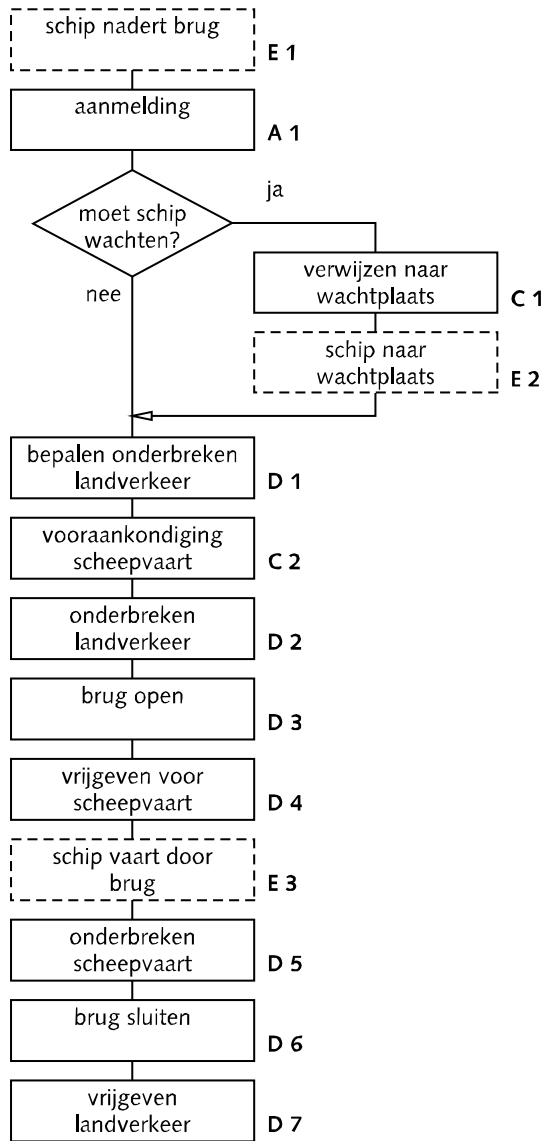 schip nadert brug
E 1
aanmelding
A 1
ja
moet schip
wachten?
nee
verwijzen naar
wachtplaats
C 1
schip naar
wachtplaats
E 2
bepalen onderbreken
landverkeer
D 1
vooraankondiging
scheepvaart
C 2
onderbreken
landverkeer
D 2
brug open
D 3
vrijgeven voor
scheepvaart
D 4
schip vaart door
brug
E 3
onderbreken
scheepvaart
D 5
brug sluiten
D 6
vrijgeven
landverkeer
D 7